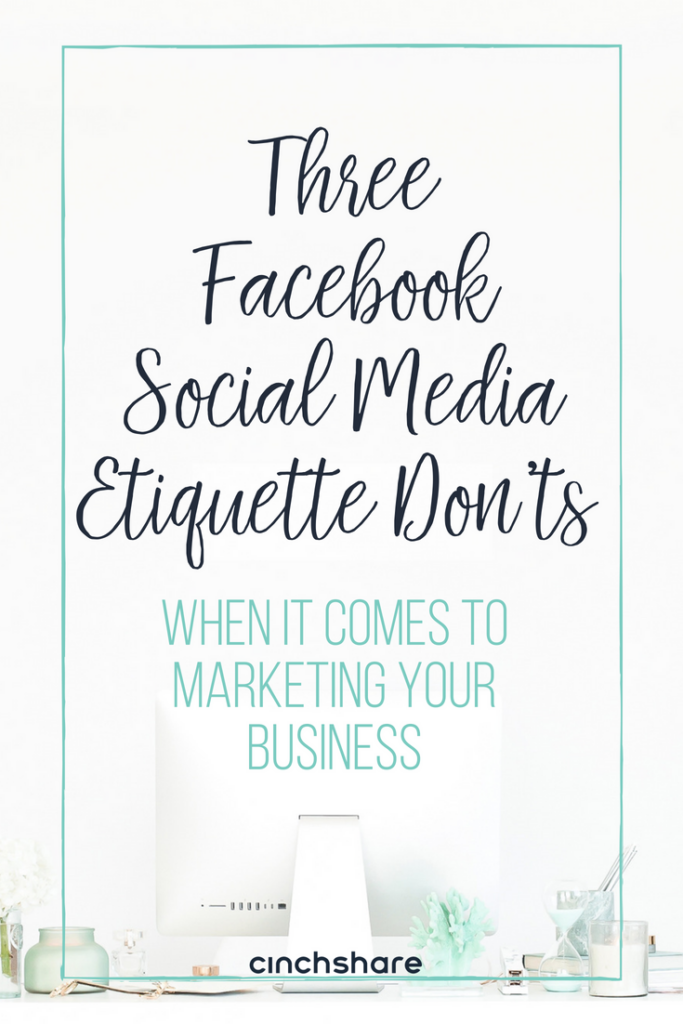 Three
Facebook
Social Media
Etiquette Don'ts
WHEN IT COMES TO
MARKETING YOUR
BUSINESS
cinchshare